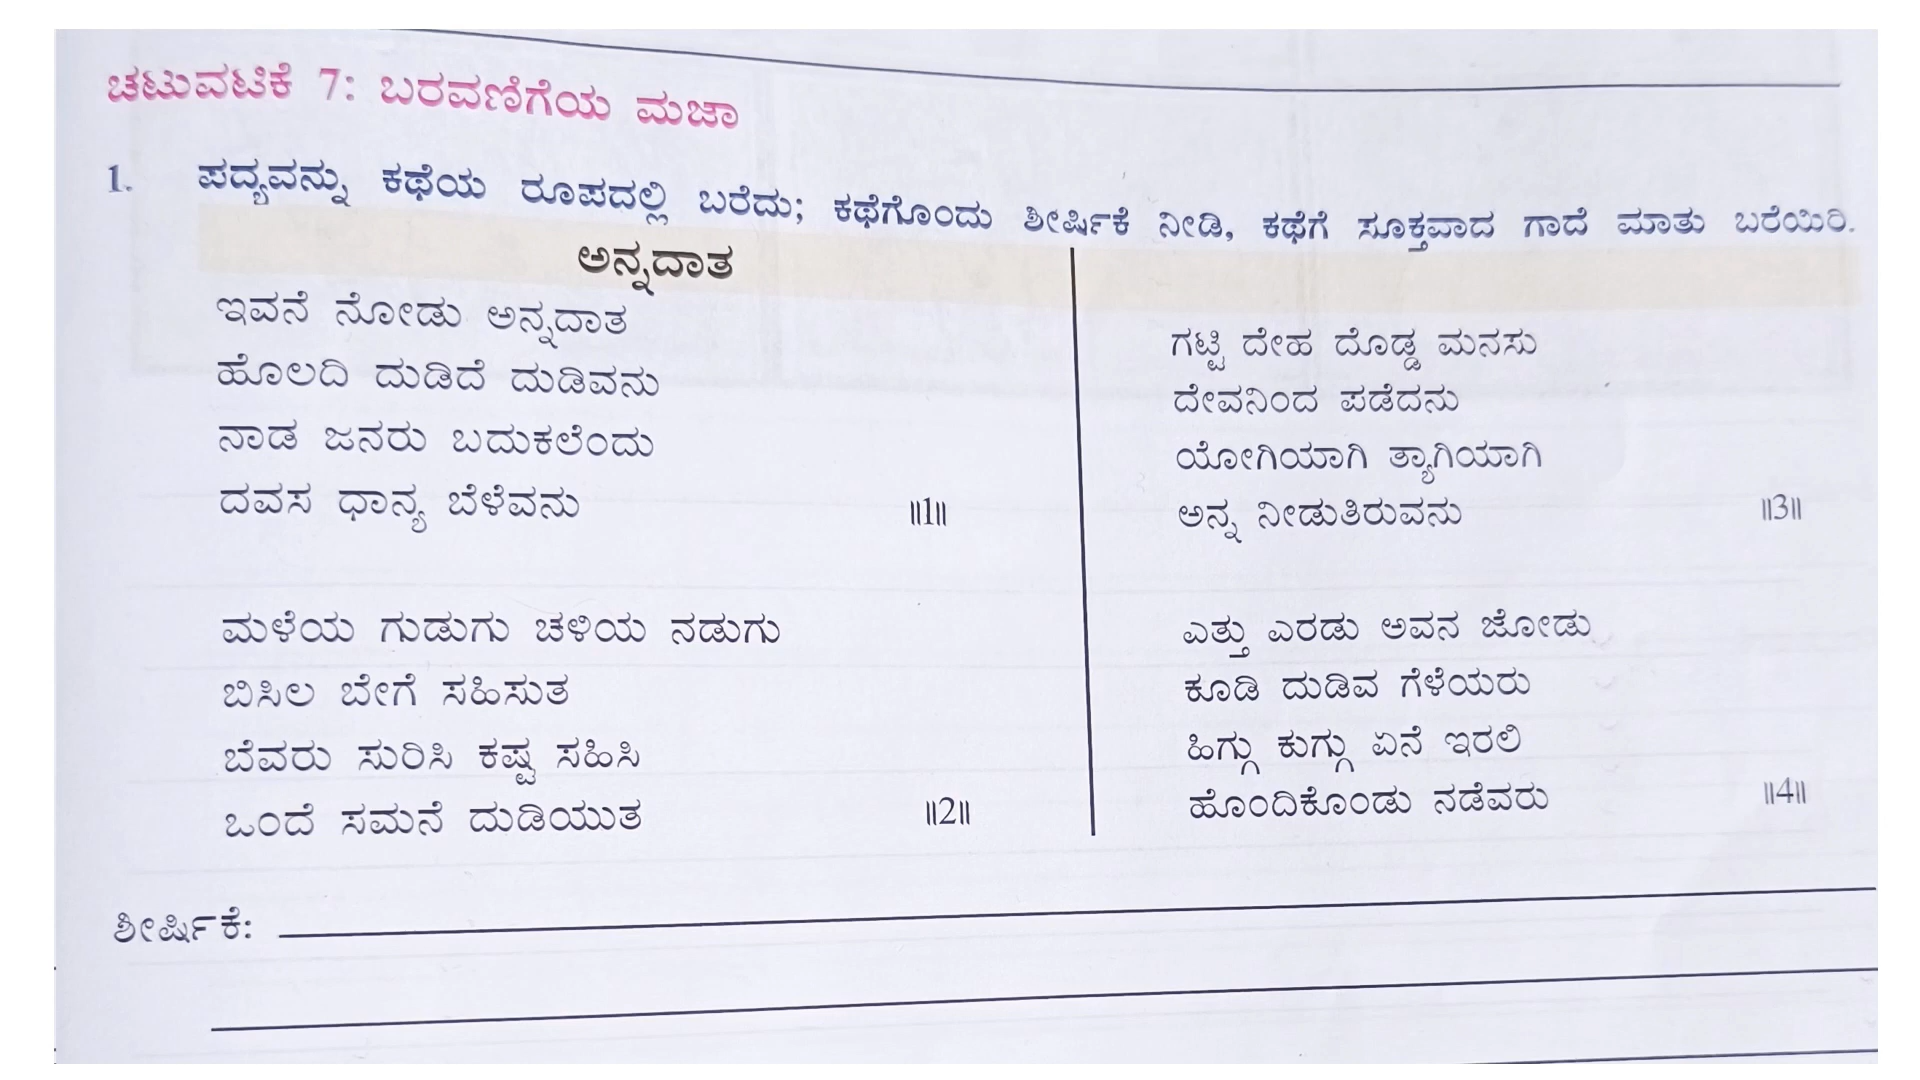 ಚಟುವಟಿಕೆ 7: ಬರವಣಿಗೆಯ ಮಜಾ
1. ಪದ್ಯವನ್ನು ಕಥೆಯ ರೂಪದಲ್ಲಿ ಬರೆದು; ಕಥೆಗೊಂದು ಶೀರ್ಷಿಕೆ ನೀಡಿ, ಕಥೆಗೆ ಸೂಕ್ತವಾದ ಗಾದೆ ಮಾತು ಬರೆಯಿರಿ.
ಅನ್ನದಾತ
ಇವನೆ ನೋಡು ಅನ್ನದಾತ
ಹೊಲದಿ ದುಡಿದೆ ದುಡಿವನು
ನಾಡ ಜನರು ಬದುಕಲೆಂದು
ದವಸ ಧಾನ್ಯ ಬೆಳೆವನು ॥1॥
ಮಳೆಯ ಗುಡುಗು ಚಳಿಯ ನಡುಗು
ಬಿಸಿಲ ಬೇಗೆ ಸಹಿಸುತ
ಬೆವರು ಸುರಿಸಿ ಕಷ್ಟ ಸಹಿಸಿ
ಒಂದೆ ಸಮನೆ ದುಡಿಯುತ ॥2॥
ಗಟ್ಟಿ ದೇಹ ದೊಡ್ಡ ಮನಸು
ದೇವನಿಂದ ಪಡೆದನು
ಯೋಗಿಯಾಗಿ ತ್ಯಾಗಿಯಾಗಿ
ಅನ್ನ ನೀಡುತಿರುವನು ॥3॥
ಎತ್ತು ಎರಡು ಅವನ ಜೋಡು
ಕೂಡಿ ದುಡಿವ ಗೆಳೆಯರು
ಹಿಗ್ಗು ಕುಗ್ಗು ಏನೆ ಇರಲಿ
ಹೊಂದಿಕೊಂಡು ನಡೆವರು ॥4॥
ಶೀರ್ಷಿಕೆ: